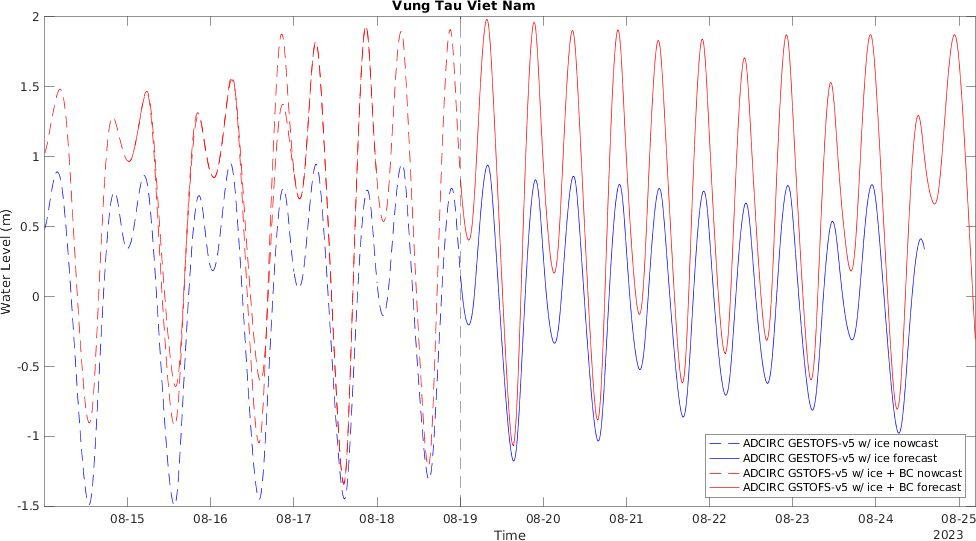 Vung Tau Viet Nam
2
1.5
1
0.5
0
-0.5
-1
-1.5
Water Level (m)
08-15 08-16 08-17 08-18 08-19 08-20 08-21 08-22 08-23 08-24 08-25
Time
2023
ADCIRC GESTOFS-v5 w/ ice nowcast
ADCIRC GESTOFS-v5 w/ ice forecast
ADCIRC GSTOFS-v5 w/ ice + BC nowcast
ADCIRC GSTOFS-v5 w/ ice + BC forecast